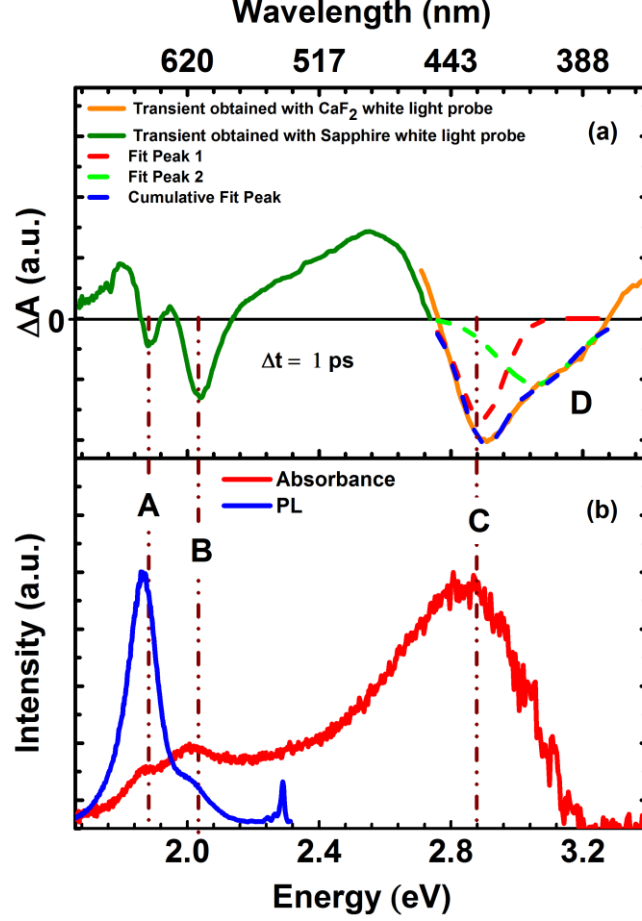 Wavelength (nm)
620 517 443 388
Transient obtained with CaF2 white light probe
Transient obtained with Sapphire white light probe
(a)
Fit Peak 1
Fit Peak 2
Cumulative Fit Peak
ΔA (a.u.)
0
Δt = 1 ps
D
Absorbance
PL
(b)
A
B
C
Intensity (a.u.)
2.0 2.4 2.8 3.2
Energy (eV)